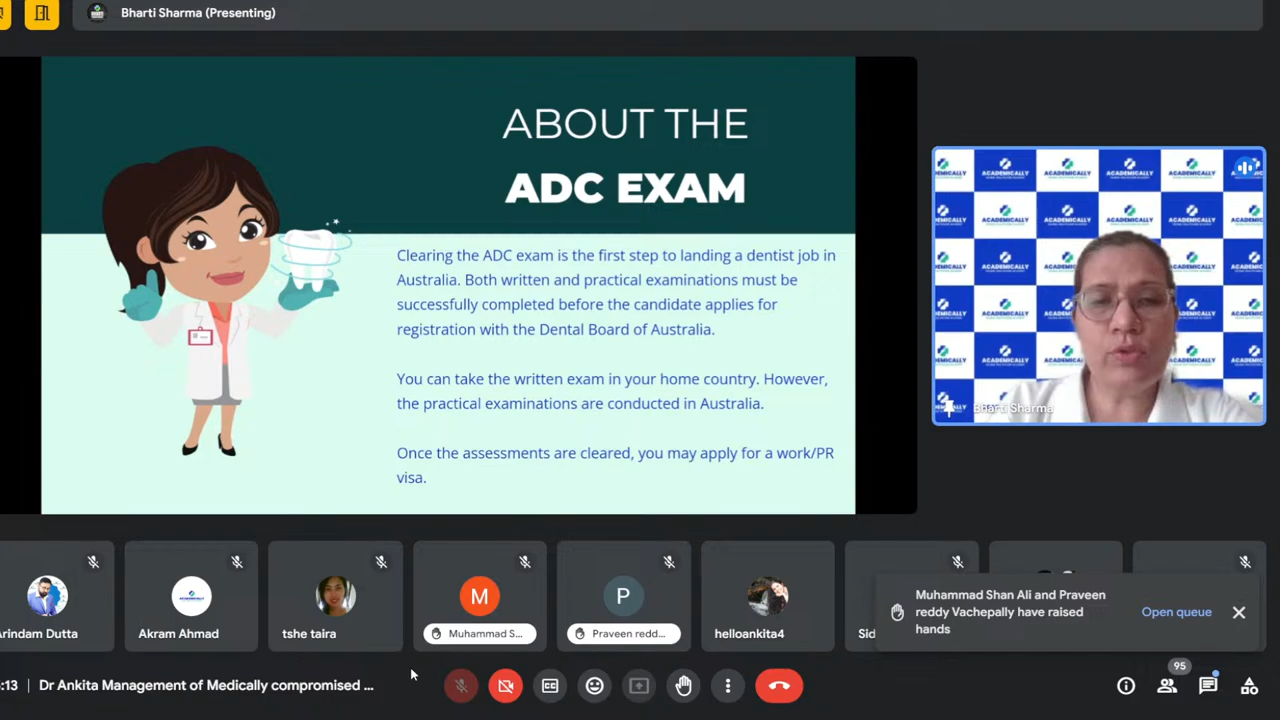 Bharti Sharma (Presenting)
ABOUT THE
ADC EXAM
Clearing the ADC exam is the first step to landing a dentist job in
Australia. Both written and practical examinations must be
successfully completed before the candidate applies for
registration with the Dental Board of Australia.
You can take the written exam in your home country. However,
the practical examinations are conducted in Australia.
Once the assessments are cleared, you may apply for a work/PR
visa.
ACADEMICALLY
Bharti Sharma
Arindam Dutta
Akram Ahmad
tshe taira
M
Muhammad S...
P
Praveen redd...
helloankita4
Sid
Muhammad Shan Ali and Praveen
reddy Vachepally have raised
hands
Open queue
:13
Dr Ankita Management of Medically compromised ...
95